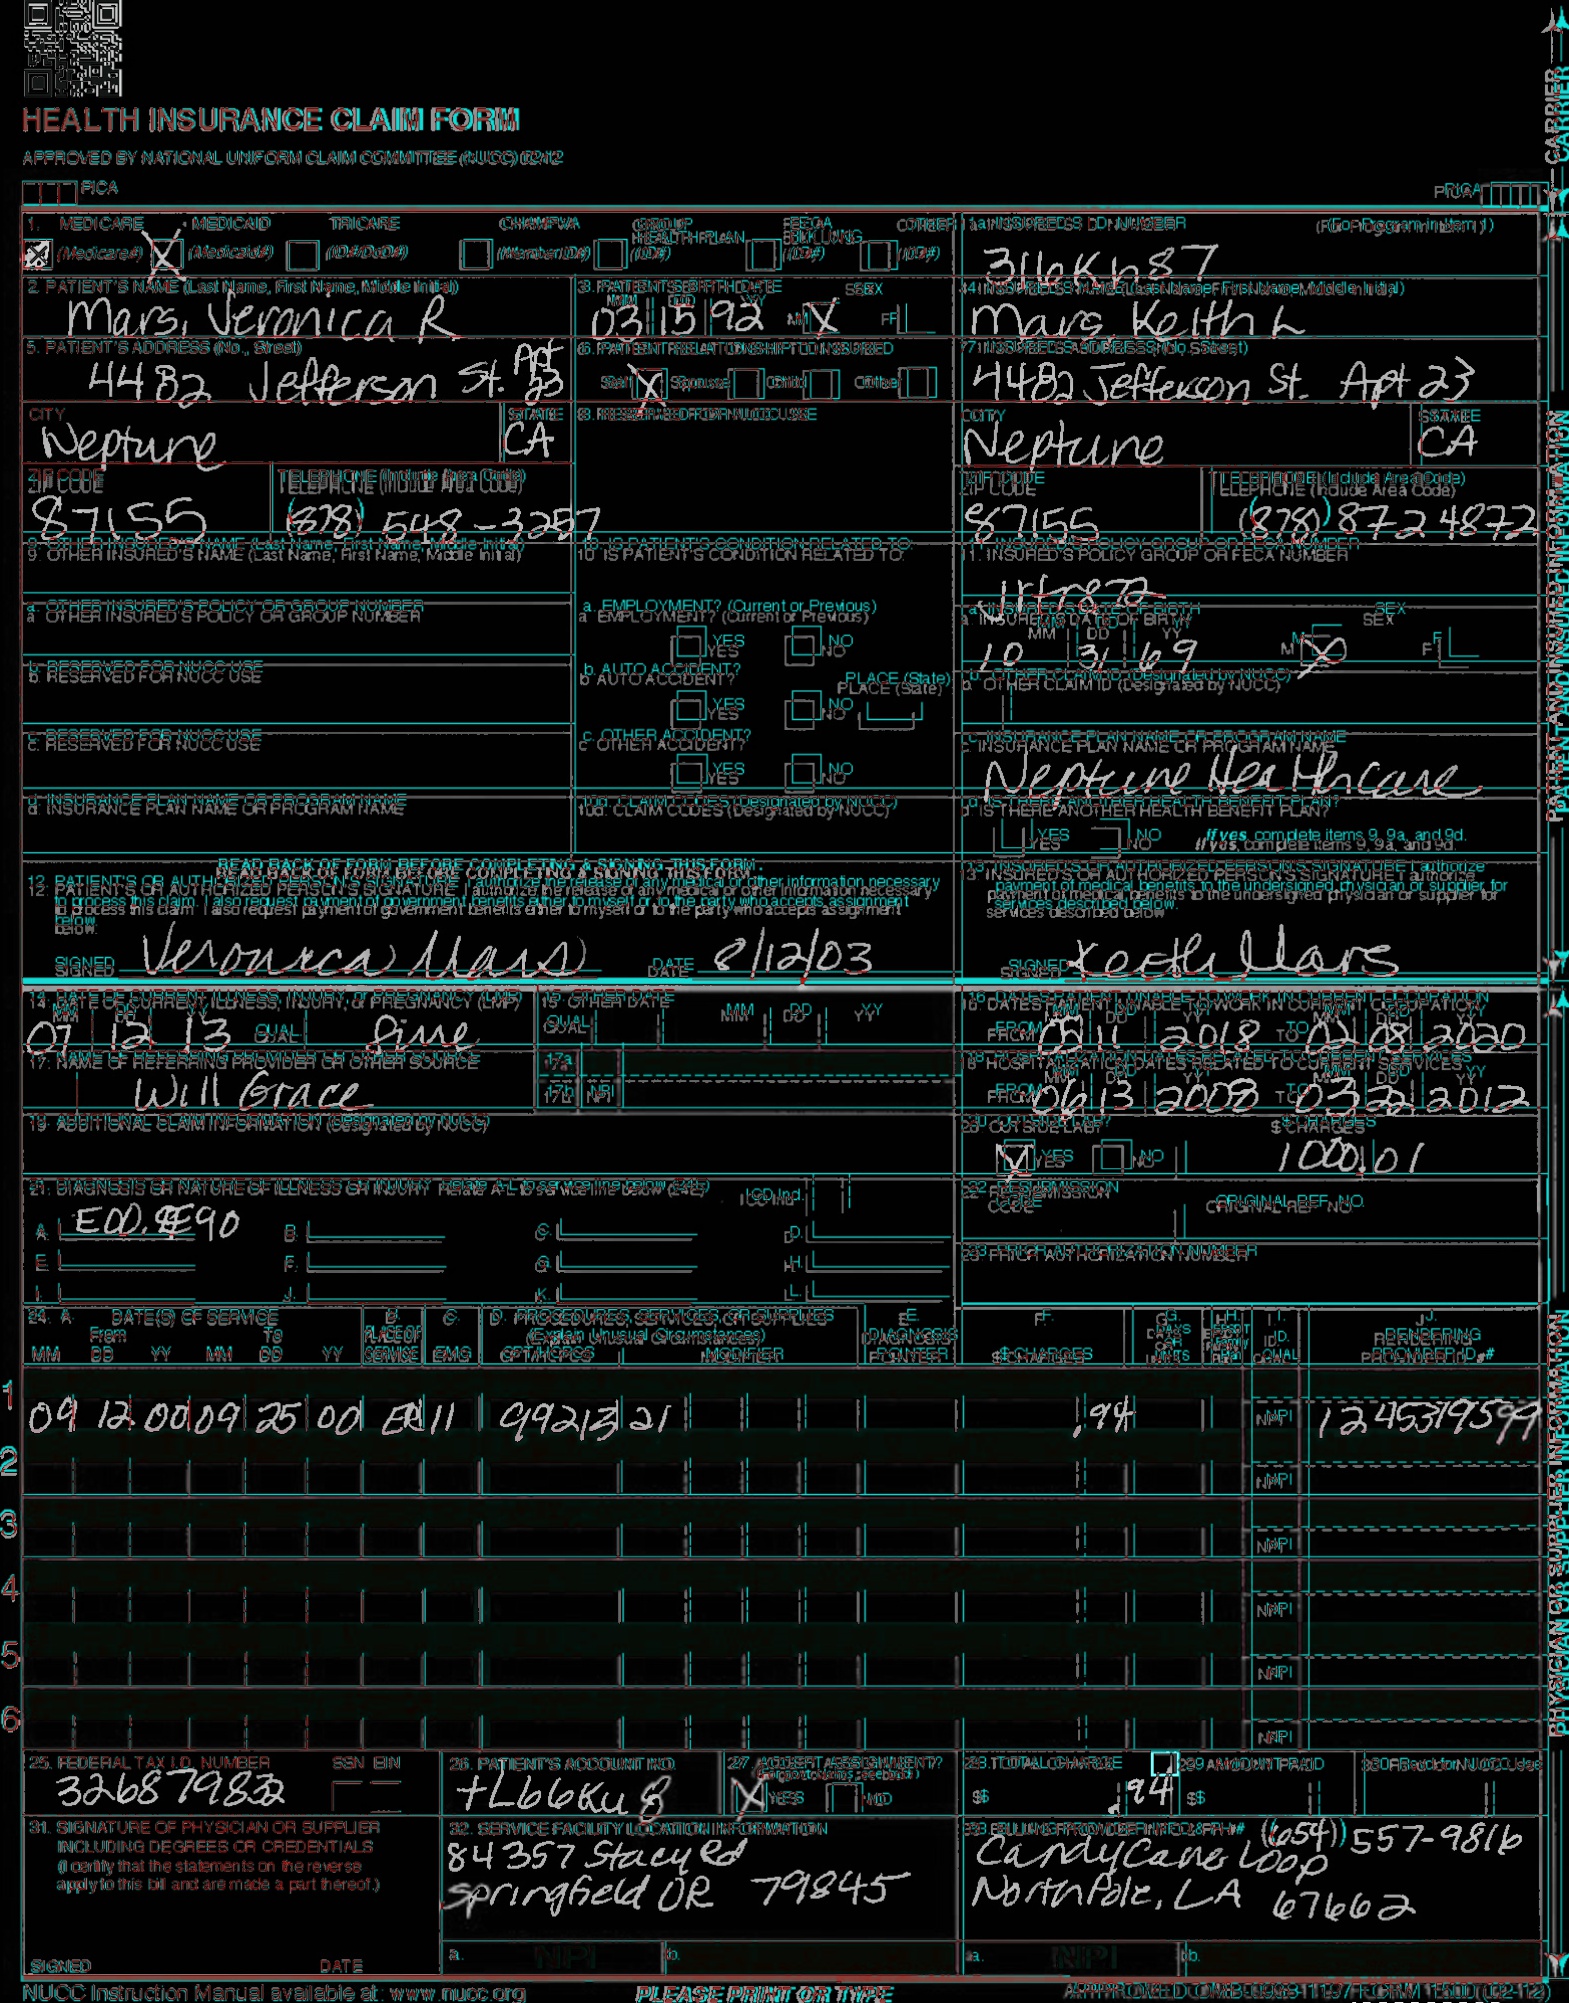 HEALTH INSURANCE CLAIM FORM
APPROVED BY NATIONAL UNIFORM CLAIM COMMITTEE (NUCC) 02/12
PICA PICA
CARRIER
1. MEDICARE MEDICAID TRICARE CHAMPVA GROUP HEALTH PLAN FECA BLK LUNG OTHER 1a. INSURED'S I.D. NUMBER (For Program in Item 1)
(Medicare#) X (Medicaid#) (ID#/DoD#) (Member ID#) (ID#) (ID#) (ID#)
2. PATIENT'S NAME (Last Name, First Name, Middle Initial) 3. PATIENT'S BIRTH DATE SEX 4. INSURED'S NAME (Last Name, First Name, Middle Initial)
MM DD YY
Mars, Veronica R 03 15 92 M X F Mars, Keith L
5. PATIENT'S ADDRESS (No., Street) 6. PATIENT RELATIONSHIP TO INSURED 7. INSURED'S ADDRESS (No., Street)
4482 Jefferson St. Apt 23 Self X Spouse Child Other 4482 Jefferson St. Apt 23
CITY STATE 8. RESERVED FOR NUCC USE CITY STATE
Neptune CA Neptune CA
ZIP CODE TELEPHONE (Include Area Code) ZIP CODE TELEPHONE (Include Area Code)
87155 (878) 548-3257 87155 (878) 872 4872
9. OTHER INSURED'S NAME (Last Name, First Name, Middle Initial) 10. IS PATIENT'S CONDITION RELATED TO: 11. INSURED'S POLICY GROUP OR FECA NUMBER
a. OTHER INSURED'S POLICY OR GROUP NUMBER a. EMPLOYMENT? (Current or Previous) a. INSURED'S DATE OF BIRTH SEX
YES NO MM DD YY
10 31 69 M X F
b. RESERVED FOR NUCC USE b. AUTO ACCIDENT? PLACE (State) b. OTHER CLAIM ID (Designated by NUCC)
YES NO
c. RESERVED FOR NUCC USE c. OTHER ACCIDENT? c. INSURANCE PLAN NAME OR PROGRAM NAME
YES NO Neptune Healthcare
d. INSURANCE PLAN NAME OR PROGRAM NAME 10d. CLAIM CODES (Designated by NUCC) d. IS THERE ANOTHER HEALTH BENEFIT PLAN?
YES NO If yes, complete items 9, 9a, and 9d.
READ BACK OF FORM BEFORE COMPLETING & SIGNING THIS FORM.
12. PATIENT'S OR AUTHORIZED PERSON'S SIGNATURE I authorize the release of any medical or other information necessary
to process this claim. I also request payment of government benefits either to myself or to the party who accepts assignment
below.
SIGNED Veronica Mars DATE 8/12/03
13. INSURED'S OR AUTHORIZED PERSON'S SIGNATURE I authorize
payment of medical benefits to the undersigned physician or supplier for
services described below.
SIGNED Keith Mars
PATIENT AND INSURED INFORMATION
14. DATE OF CURRENT ILLNESS, INJURY, or PREGNANCY (LMP) 15. OTHER DATE 16. DATES PATIENT UNABLE TO WORK IN CURRENT OCCUPATION
MM DD YY QUAL. MM DD YY MM DD YY MM DD YY
07 12 13 QUAL. FROM 11 2018 TO 02 08 2020
17. NAME OF REFERRING PROVIDER OR OTHER SOURCE 17a. 18. HOSPITALIZATION DATES RELATED TO CURRENT SERVICES
Will Grace 17b. NPI FROM 06 13 2008 TO 03 22 2012
19. ADDITIONAL CLAIM INFORMATION (Designated by NUCC) 20. OUTSIDE LAB? $ CHARGES
YES NO 1000 01
21. DIAGNOSIS OR NATURE OF ILLNESS OR INJURY Relate A-L to service line below (24E) ICD Ind. 22. RESUBMISSION CODE ORIGINAL REF. NO.
A. B. C. D.
E. F. G. H. 23. PRIOR AUTHORIZATION NUMBER
I. J. K. L.
24. A. DATE(S) OF SERVICE B. C. D. PROCEDURES, SERVICES, OR SUPPLIES E. F. G. H. I. J.
From To PLACE OF (Explain Unusual Circumstances) DIAGNOSIS DAYS OR UNITS ID. RENDERING
MM DD YY MM DD YY SERVICE EMG CPT/HCPCS MODIFIER POINTER $ CHARGES QUAL. PROVIDER ID. #
1 09 12 00 09 25 00 ER 11 99213 21 .94 NPI 1245319599
2 NPI
3 NPI
4 NPI
5 NPI
6 NPI
PHYSICIAN OR SUPPLIER INFORMATION
25. FEDERAL TAX I.D. NUMBER SSN EIN 26. PATIENT'S ACCOUNT NO. 27. ACCEPT ASSIGNMENT? 28. TOTAL CHARGE 29. AMOUNT PAID 30. Rsvd for NUCC Use
326879832 +L66Ku8 X YES NO $ .94 $
31. SIGNATURE OF PHYSICIAN OR SUPPLIER
INCLUDING DEGREES OR CREDENTIALS
(I certify that the statements on the reverse
apply to this bill and are made a part thereof.)
SIGNED DATE
32. SERVICE FACILITY LOCATION INFORMATION
84357 Stacy Rd
Springfield OR 79845
a. NPI b.
33. BILLING PROVIDER INFO & PH # (654) 557-9816
Candy Cane Loop
North Pole, LA 67662
a. NPI b.
NUCC Instruction Manual available at: www.nucc.org PLEASE PRINT OR TYPE APPROVED OMB-0938-1197 FORM 1500 (02-12)